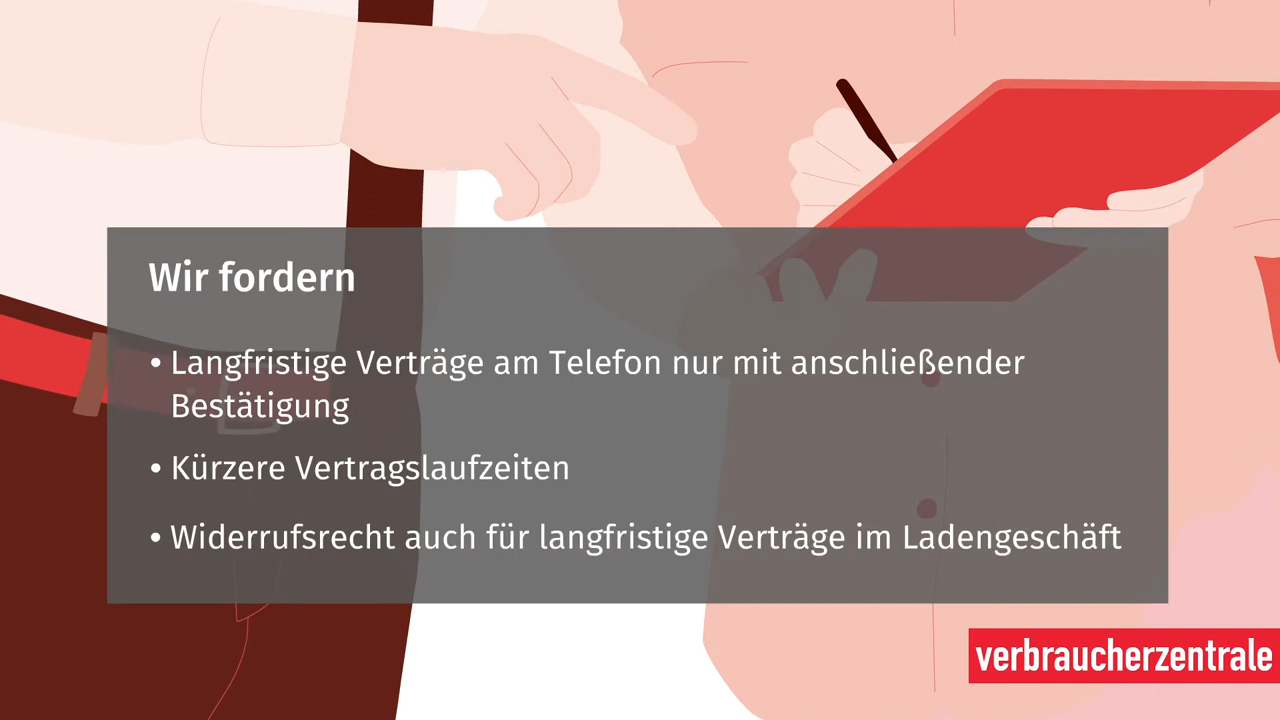 Wir fordern
• Langfristige Verträge am Telefon nur mit anschließender
Bestätigung
• Kürzere Vertragslaufzeiten
• Widerrufsrecht auch für langfristige Verträge im Ladengeschäft
verbraucherzentrale